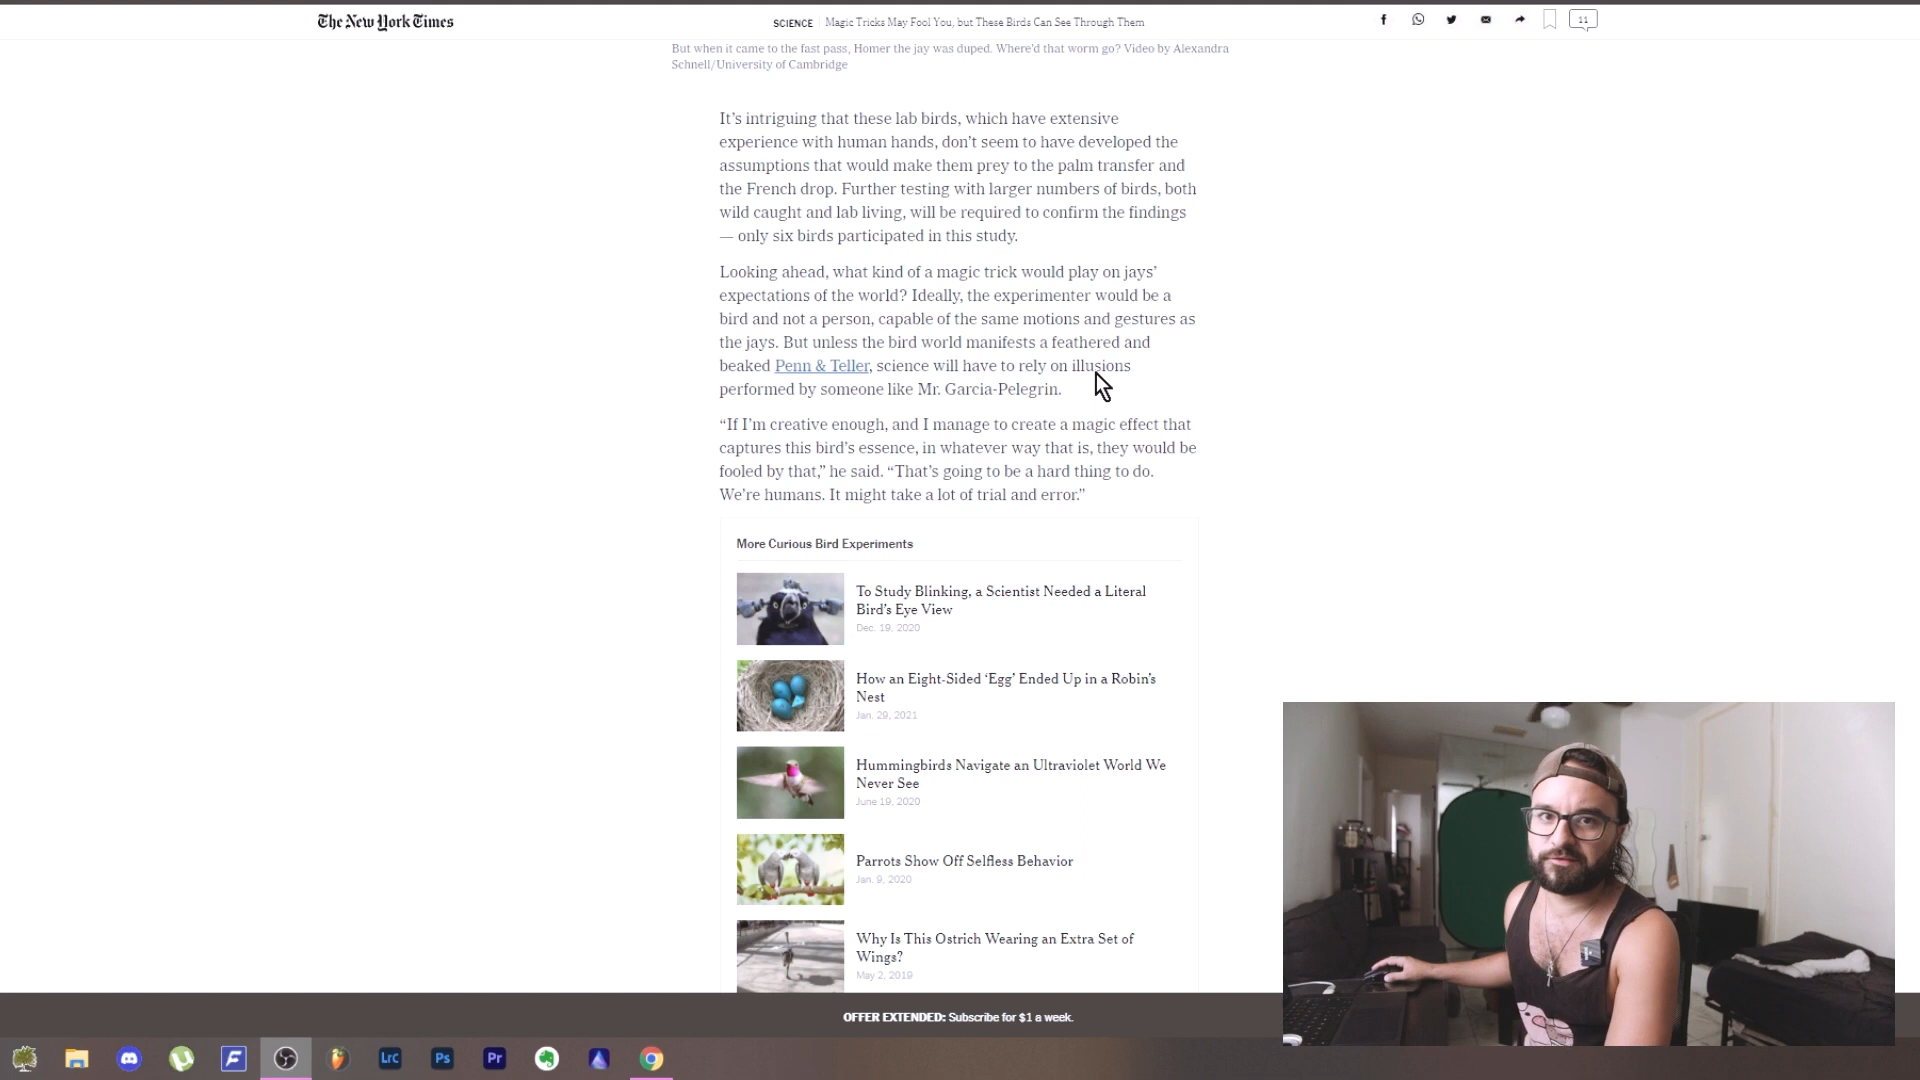 The New York Times
SCIENCE
Magic Tricks May Fool You, but These Birds Can See Through Them
11
But when it came to the fast pass, Homer the jay was duped. Where'd that worm go? Video by Alexandra
Schnell/University of Cambridge
It's intriguing that these lab birds, which have extensive
experience with human hands, don't seem to have developed the
assumptions that would make them prey to the palm transfer and
the French drop. Further testing with larger numbers of birds, both
wild caught and lab living, will be required to confirm the findings
— only six birds participated in this study.
Looking ahead, what kind of a magic trick would play on jays'
expectations of the world? Ideally, the experimenter would be a
bird and not a person, capable of the same motions and gestures as
the jays. But unless the bird world manifests a feathered and
beaked Penn & Teller, science will have to rely on illusions
performed by someone like Mr. Garcia-Pelegrin.
“If I'm creative enough, and I manage to create a magic effect that
captures this bird's essence, in whatever way that is, they would be
fooled by that,” he said. “That's going to be a hard thing to do.
We're humans. It might take a lot of trial and error.”
More Curious Bird Experiments
To Study Blinking, a Scientist Needed a Literal
Bird's Eye View
Dec. 19, 2020
How an Eight-Sided ‘Egg’ Ended Up in a Robin's
Nest
Jan. 29, 2021
Hummingbirds Navigate an Ultraviolet World We
Never See
June 19, 2020
Parrots Show Off Selfless Behavior
Jan. 9, 2020
Why Is This Ostrich Wearing an Extra Set of
Wings?
May 2, 2019
OFFER EXTENDED: Subscribe for $1 a week.
LrC
Ps
Pr